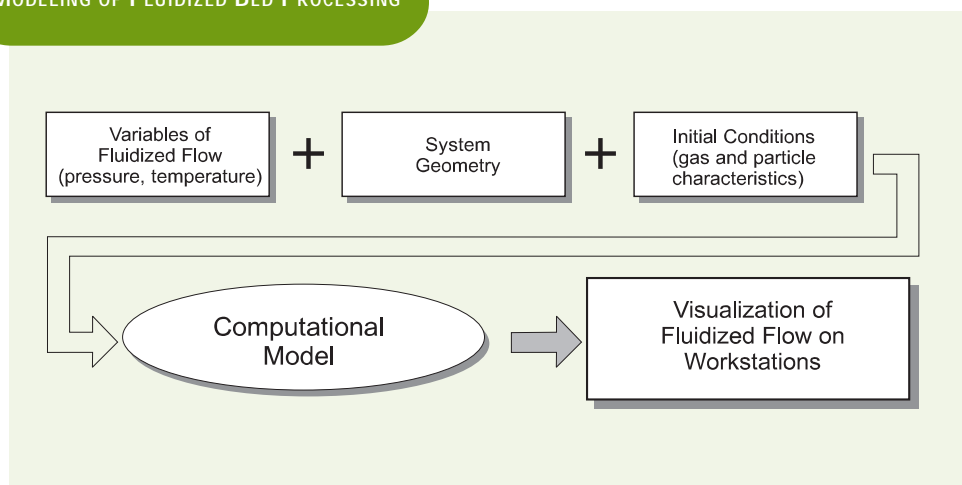 MODELING OF FLUIDIZED BED PROCESSING
Variables of
Fluidized Flow
(pressure, temperature)
+
System
Geometry
+
Initial Conditions
(gas and particle
characteristics)
Computational
Model
Visualization of
Fluidized Flow on
Workstations